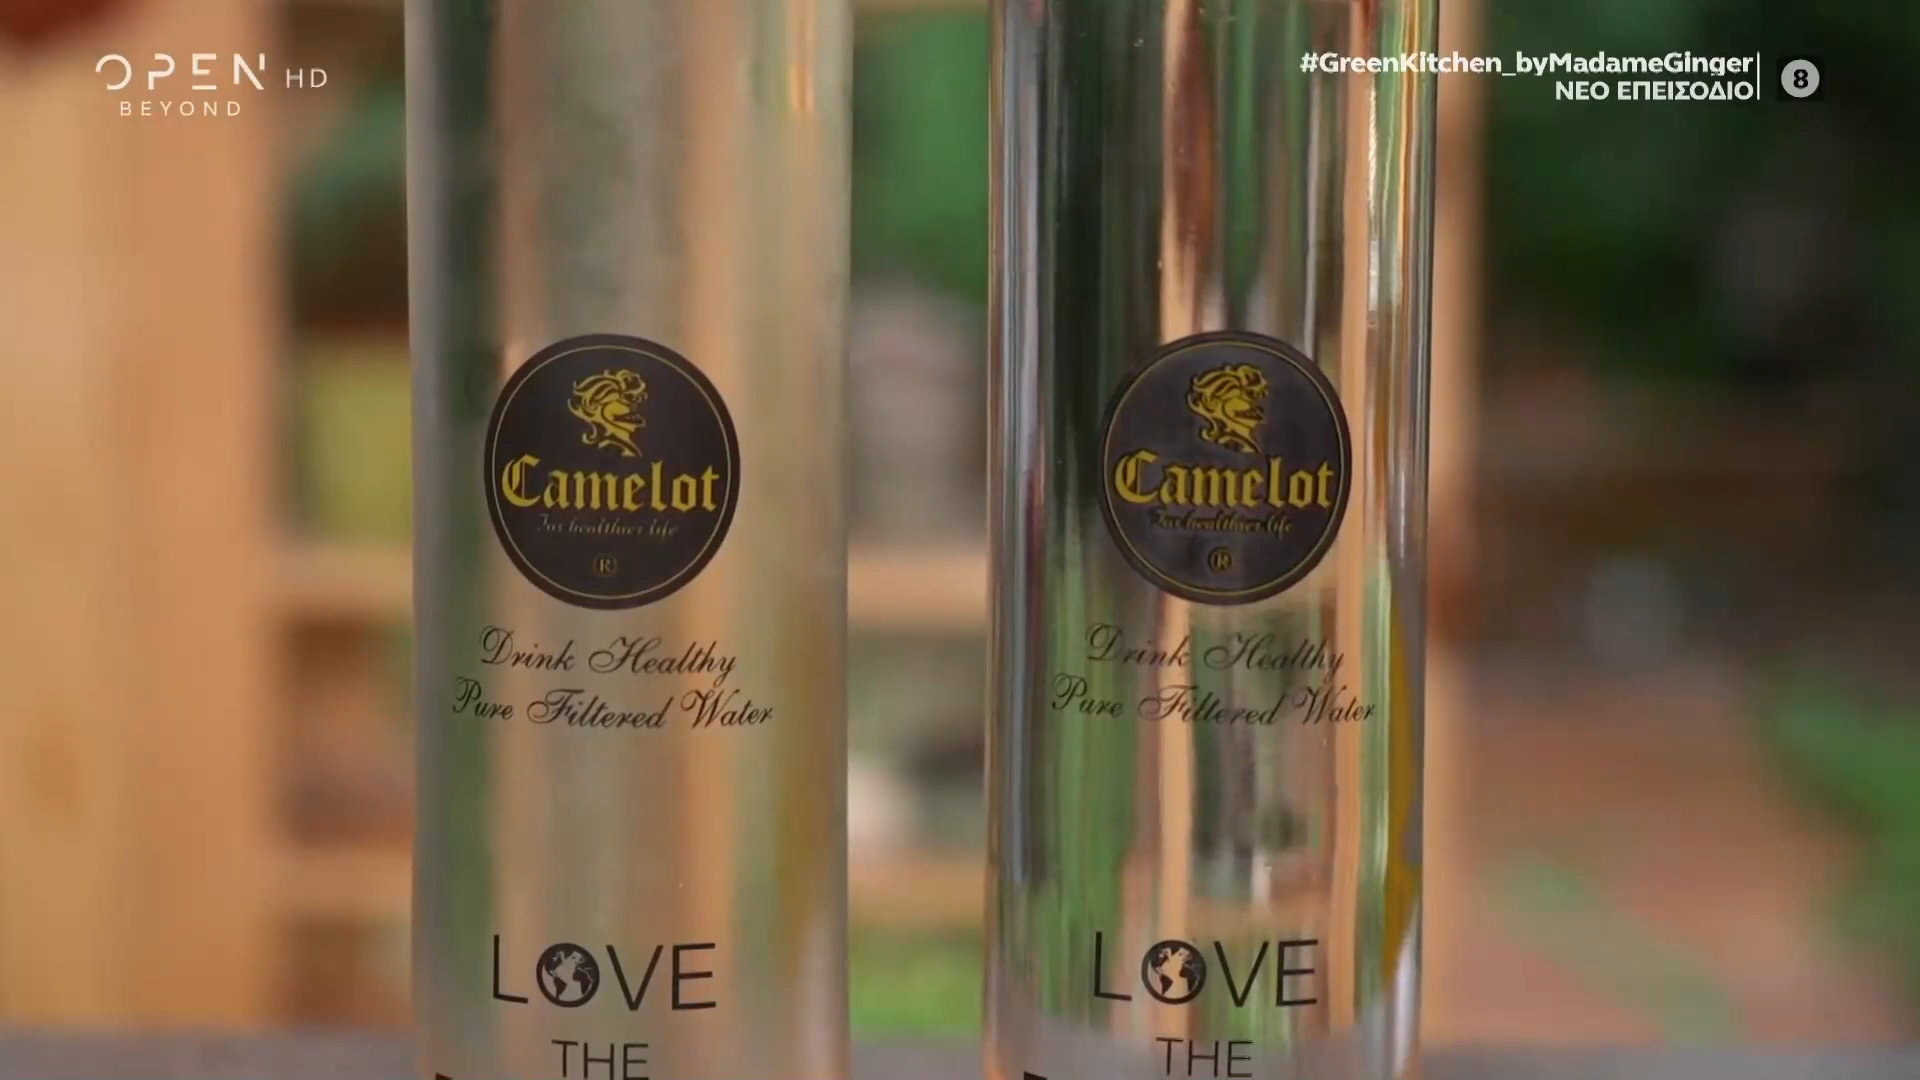 OPEN HD
BEYOND
#GreenKitchen_byMadameGinger
ΝΕΟ ΕΠΕΙΣΟΔΙΟ
8
Camelot
For healthier life
®
Drink Healthy
Pure Filtered Water
LOVE
THE
Camelot
For healthier life
®
Drink Healthy
Pure Filtered Water
LOVE
THE